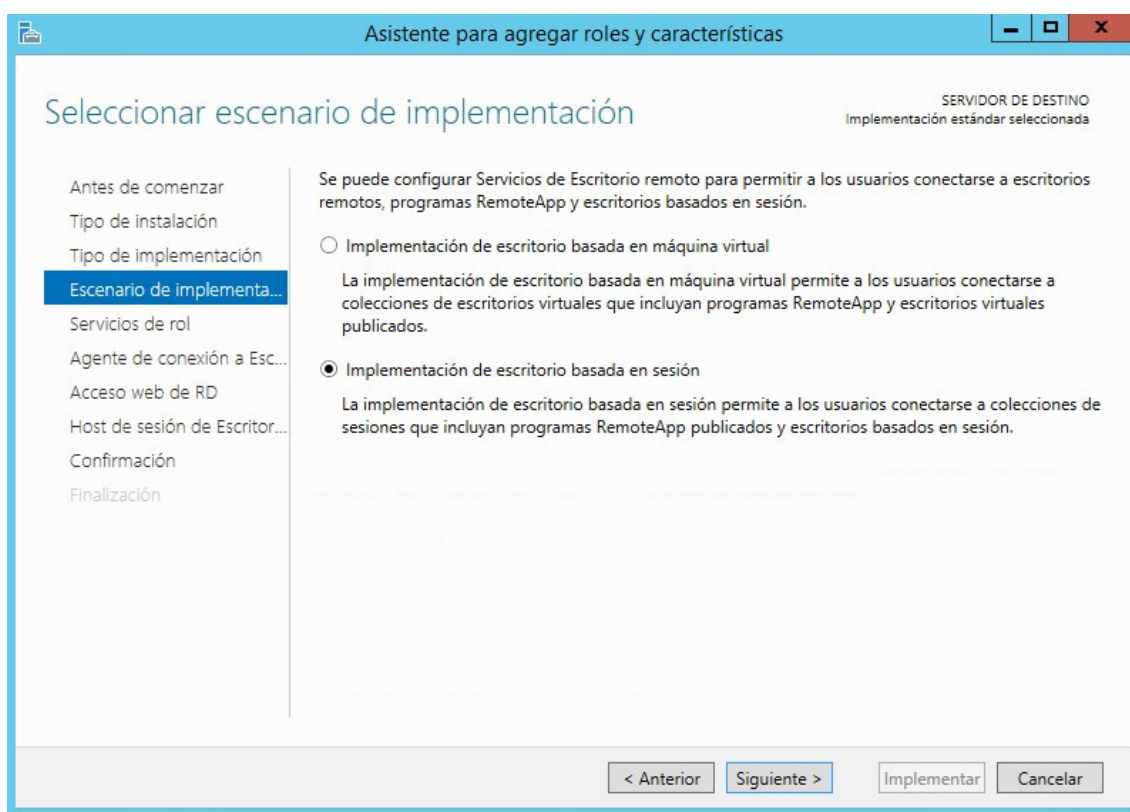 Asistente para agregar roles y características
Seleccionar escenario de implementación
SERVIDOR DE DESTINO
Implementación estándar seleccionada
Antes de comenzar
Tipo de instalación
Tipo de implementación
Escenario de implementa...
Servicios de rol
Agente de conexión a Esc...
Acceso web de RD
Host de sesión de Escritor...
Confirmación
Finalización
Se puede configurar Servicios de Escritorio remoto para permitir a los usuarios conectarse a escritorios
remotos, programas RemoteApp y escritorios basados en sesión.
Implementación de escritorio basada en máquina virtual
La implementación de escritorio basada en máquina virtual permite a los usuarios conectarse a
colecciones de escritorios virtuales que incluyan programas RemoteApp y escritorios virtuales
publicados.
Implementación de escritorio basada en sesión
La implementación de escritorio basada en sesión permite a los usuarios conectarse a colecciones de
sesiones que incluyan programas RemoteApp publicados y escritorios basados en sesión.
< Anterior
Siguiente >
Implementar
Cancelar